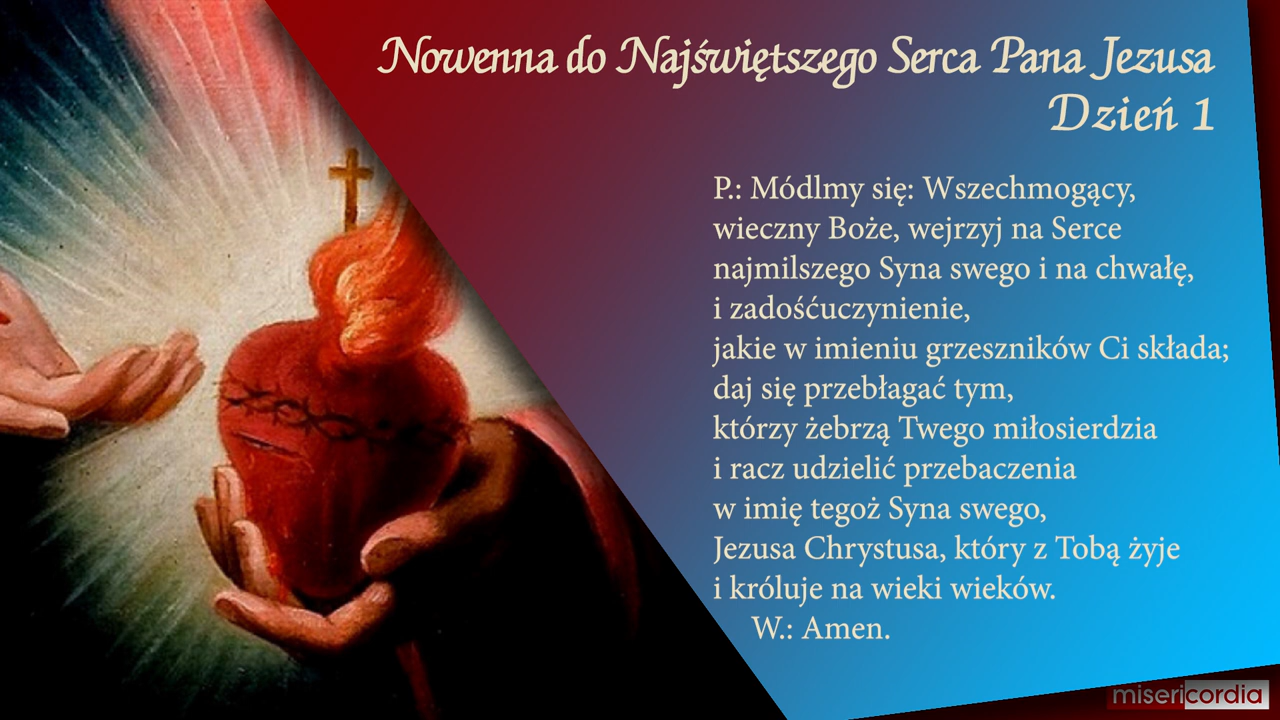 Nowenna do Najświętszego Serca Pana Jezusa
Dzień 1
P.: Módlmy się: Wszechmogący,
wieczny Boże, wejrzyj na Serce
najmilszego Syna swego i na chwałę,
i zadośćuczynienie,
jakie w imieniu grzeszników Ci składa;
daj się przebłagać tym,
którzy żebrzą Twego miłosierdzia
i racz udzielić przebaczenia
w imię tegoż Syna swego,
Jezusa Chrystusa, który z Tobą żyje
i króluje na wieki wieków.
W.: Amen.
misericordia